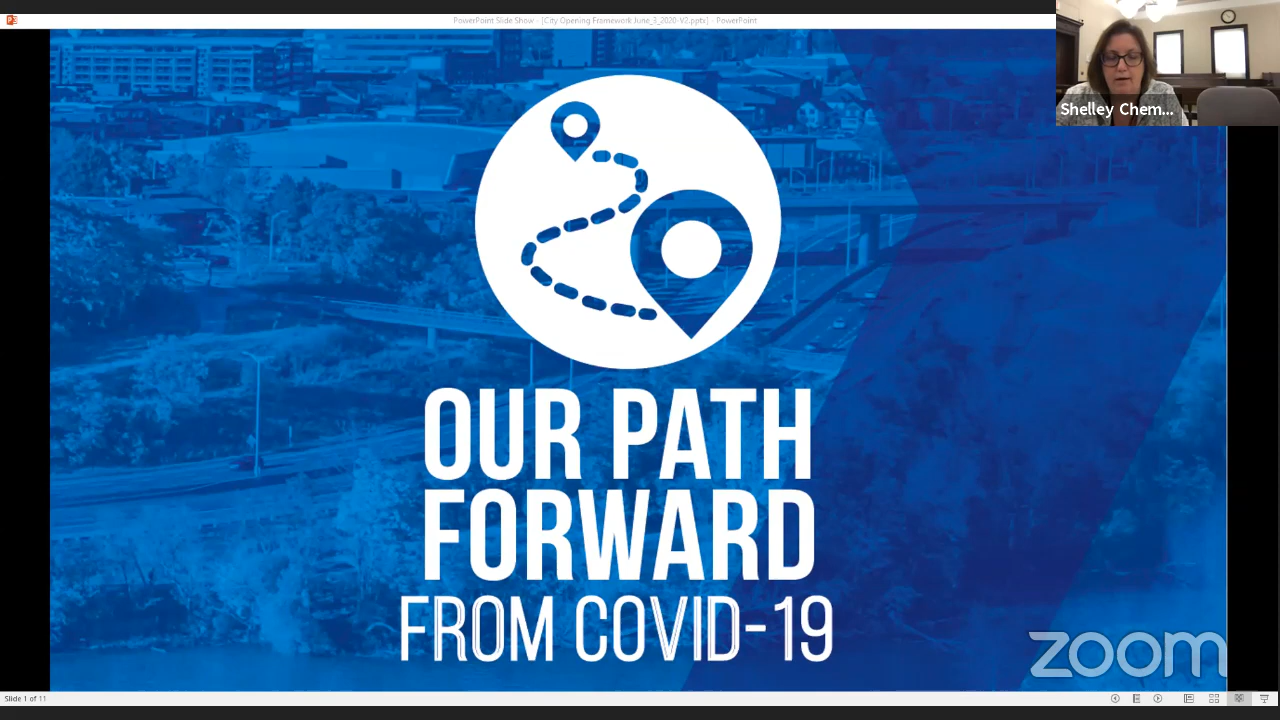 PowerPoint Slide Show - [City Opening Framework June_3_2020-V2.pptx] - PowerPoint
Shelley Chem...
OUR PATH
FORWARD
FROM COVID-19
zoom
Slide 1 of 11